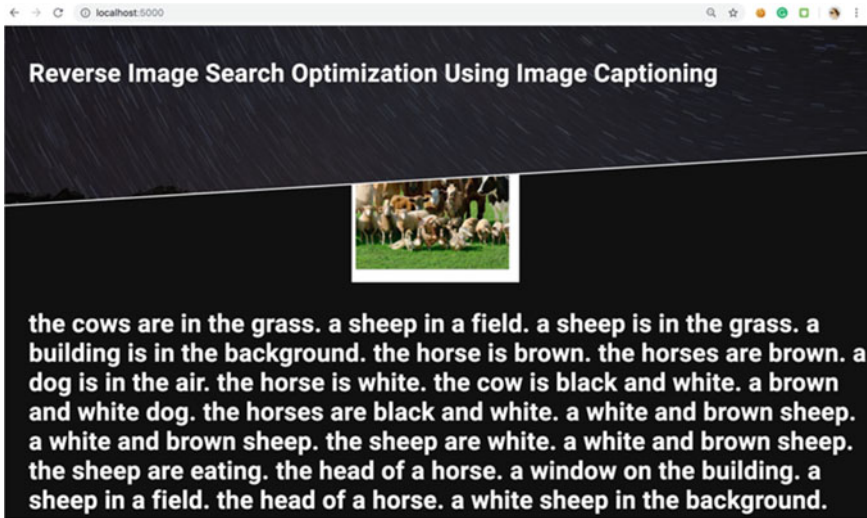 localhost:5000
Reverse Image Search Optimization Using Image Captioning
the cows are in the grass. a sheep in a field. a sheep is in the grass. a
building is in the background. the horse is brown. the horses are brown. a
dog is in the air. the horse is white. the cow is black and white. a brown
and white dog. the horses are black and white. a white and brown sheep.
a white and brown sheep. the sheep are white. a white and brown sheep.
the sheep are eating. the head of a horse. a window on the building. a
sheep in a field. the head of a horse. a white sheep in the background.